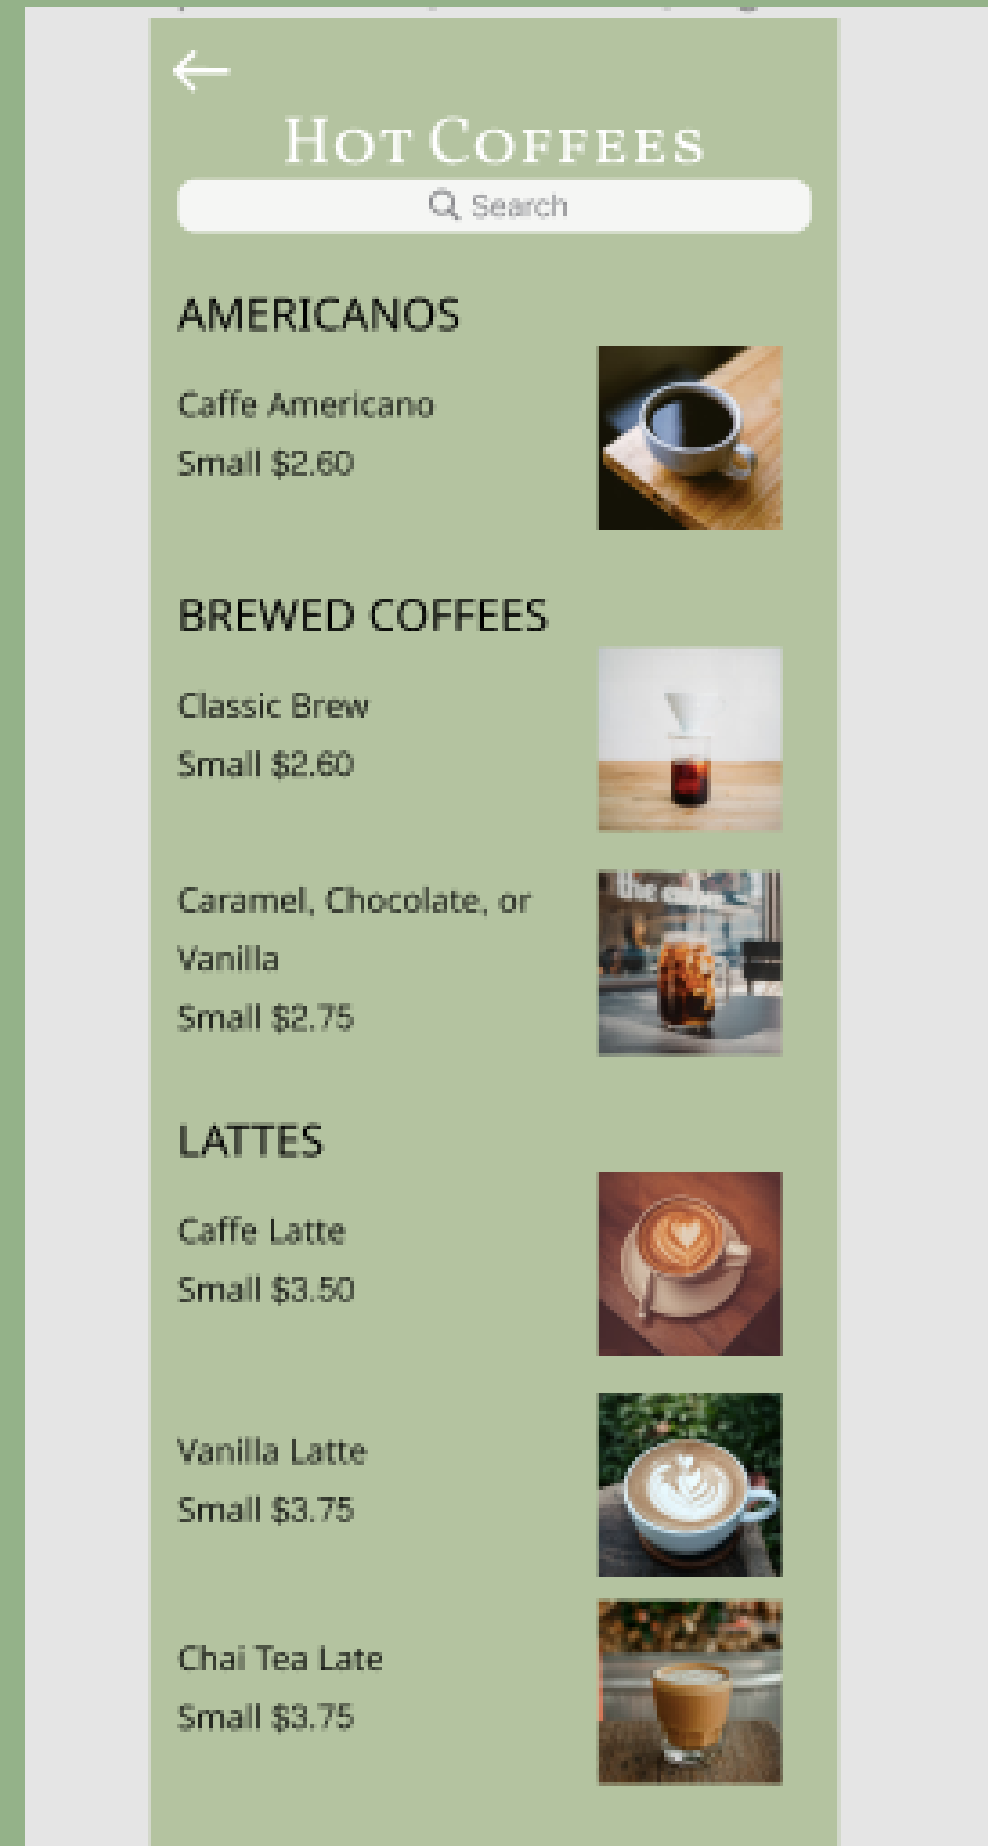 HOT COFFEES
Search
AMERICANOS
Caffe Americano
Small $2.60
BREWED COFFEES
Classic Brew
Small $2.60
Caramel, Chocolate, or
Vanilla
Small $2.75
LATTES
Caffe Latte
Small $3.50
Vanilla Latte
Small $3.75
Chai Tea Late
Small $3.75